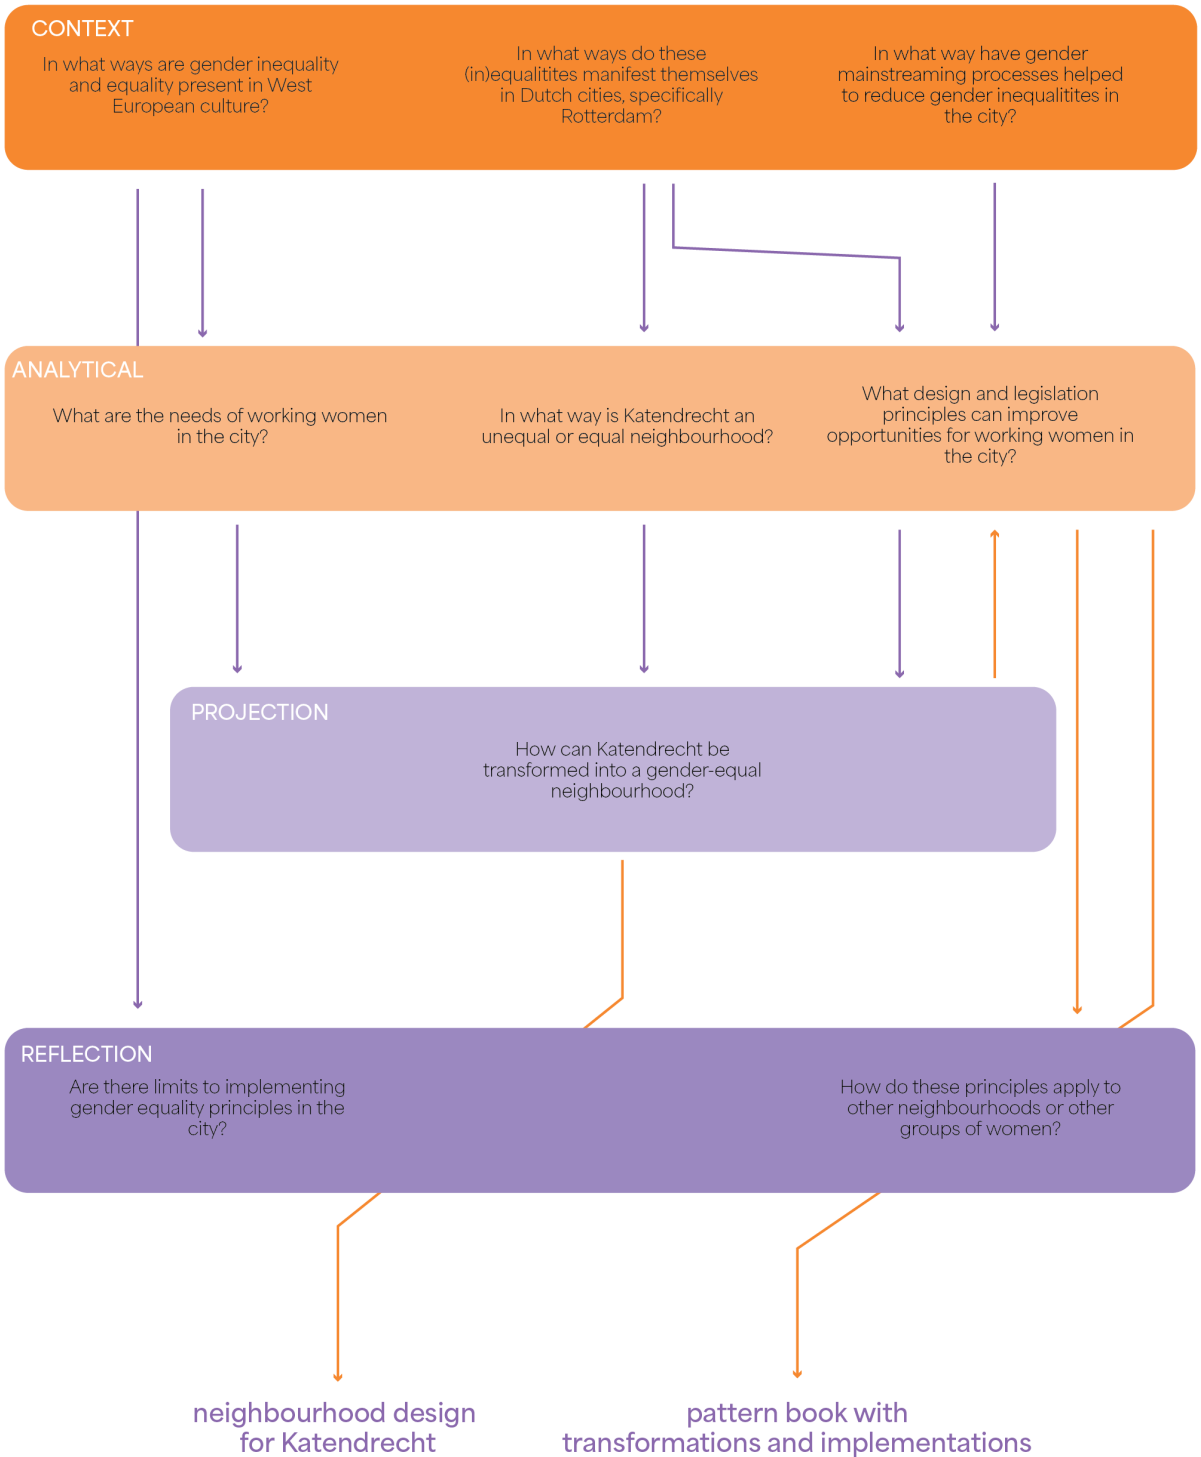 CONTEXT
In what ways are gender inequality
and equality present in West
European culture?
In what ways do these
(in)equalitites manifest themselves
in Dutch cities, specifically
Rotterdam?
In what way have gender
mainstreaming processes helped
to reduce gender inequalitites in
the city?
ANALYTICAL
What are the needs of working women
in the city?
In what way is Katendrecht an
unequal or equal neighbourhood?
What design and legislation
principles can improve
opportunities for working women in
the city?
PROJECTION
How can Katendrecht be
transformed into a gender-equal
neighbourhood?
REFLECTION
Are there limits to implementing
gender equality principles in the
city?
How do these principles apply to
other neighbourhoods or other
groups of women?
neighbourhood design
for Katendrecht
pattern book with
transformations and implementations